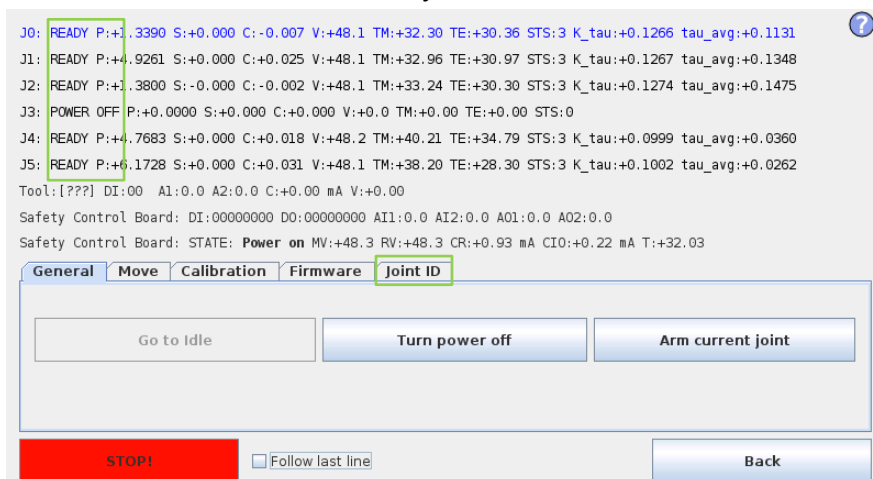 J0: READY P:+1.3390 S:+0.000 C:-0.007 V:+48.1 TM:+32.30 TE:+30.36 STS:3 K_tau:+0.1266 tau_avg:+0.1131
?
J1: READY P:+4.9261 S:+0.000 C:+0.025 V:+48.1 TM:+32.96 TE:+30.97 STS:3 K_tau:+0.1267 tau_avg:+0.1348
J2: READY P:+1.3800 S:-0.000 C:-0.002 V:+48.1 TM:+33.24 TE:+30.30 STS:3 K_tau:+0.1274 tau_avg:+0.1475
J3: POWER OFF P:+0.0000 S:+0.000 C:+0.000 V:+0.0 TM:+0.00 TE:+0.00 STS:0
J4: READY P:+4.7683 S:+0.000 C:+0.018 V:+48.2 TM:+40.21 TE:+34.79 STS:3 K_tau:+0.0999 tau_avg:+0.0360
J5: READY P:+6.1728 S:+0.000 C:+0.031 V:+48.1 TM:+38.20 TE:+28.30 STS:3 K_tau:+0.1002 tau_avg:+0.0262
Tool:[???] DI:00 A1:0.0 A2:0.0 C:+0.00 mA V:+0.00
Safety Control Board: DI:00000000 DO:00000000 AI1:0.0 AI2:0.0 AO1:0.0 AO2:0.0
Safety Control Board: STATE: Power on MV:+48.3 RV:+48.3 CR:+0.93 mA CIO:+0.22 mA T:+32.03
General Move Calibration Firmware Joint ID
Go to Idle Turn power off Arm current joint
STOP! Follow last line Back